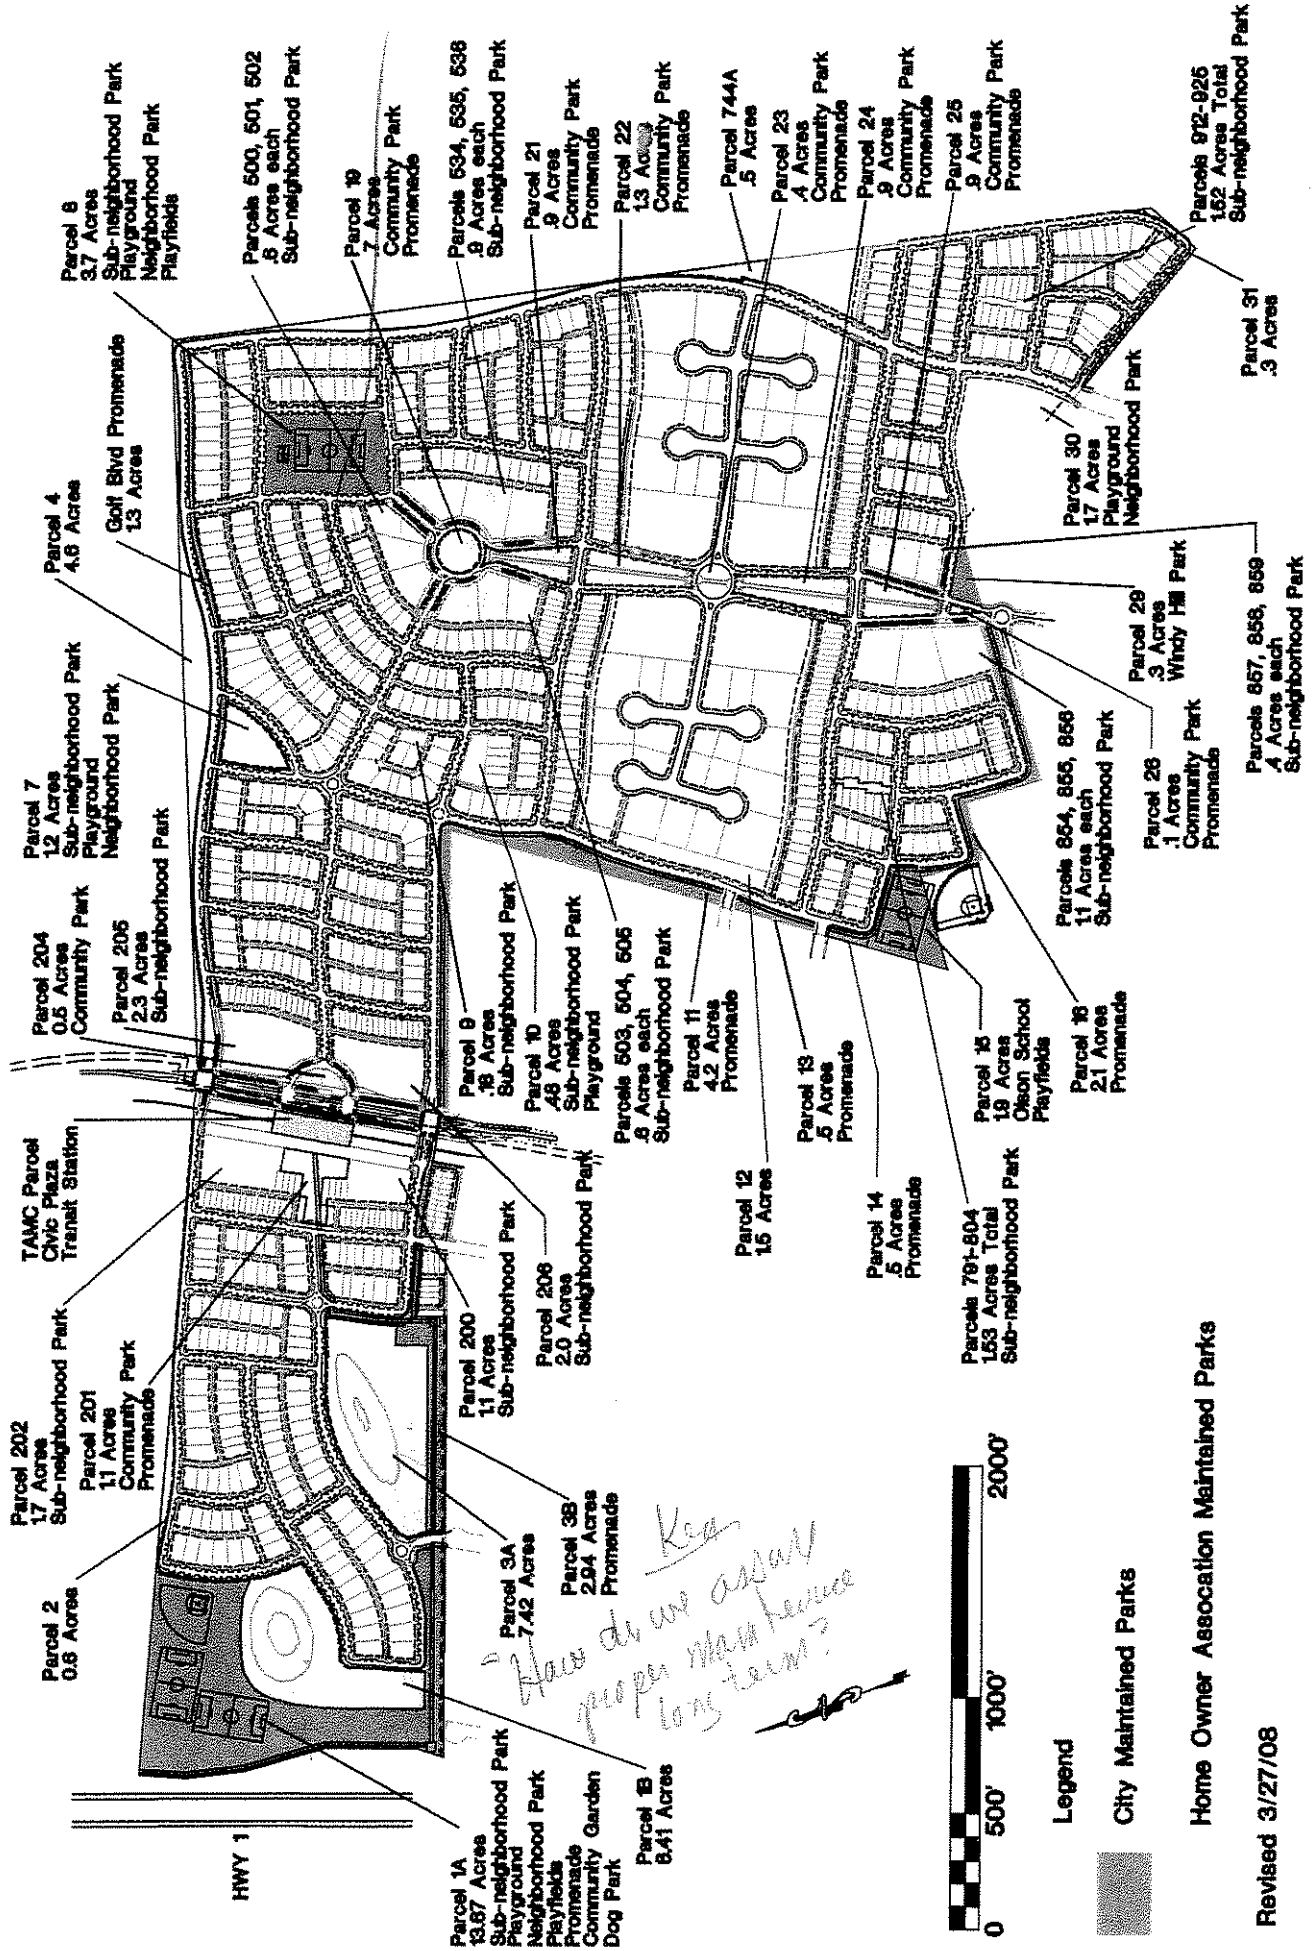 Parcel 2
0.6 Acres
Parcel 202
1.7 Acres
Sub-neighborhood Park
Parcel 201
1.1 Acres
Community Park
Promenade
TAMC Parcel
Civic Plaza
Transit Station
Parcel 204
0.5 Acres
Community Park
Parcel 205
2.3 Acres
Sub-neighborhood Park
Parcel 7
1.2 Acres
Sub-neighborhood Park
Playground
Neighborhood Park
Parcel 4
4.6 Acres
Golf Blvd Promenade
1.3 Acres
Parcel 8
3.7 Acres
Sub-neighborhood Park
Playground
Neighborhood Park
Playfields
Parcels 500, 501, 502
.6 Acres each
Sub-neighborhood Park
Parcel 19
.7 Acres
Community Park
Promenade
Parcels 534, 535, 536
.9 Acres each
Sub-neighborhood Park
Parcel 21
.9 Acres
Community Park
Promenade
Parcel 22
1.3 Acres
Community Park
Promenade
Parcel 744A
.5 Acres
Parcel 23
.4 Acres
Community Park
Promenade
Parcel 24
.9 Acres
Community Park
Promenade
Parcel 25
.9 Acres
Community Park
Promenade
Parcels 912-925
1.52 Acres Total
Sub-neighborhood Park
Parcel 31
.3 Acres
Parcel 30
1.7 Acres
Playground
Neighborhood Park
Parcel 29
.3 Acres
Windy Hill Park
Parcels 857, 858, 859
.4 Acres each
Sub-neighborhood Park
Parcels 854, 855, 856
1.1 Acres each
Sub-neighborhood Park
Parcel 26
.1 Acres
Community Park
Promenade
HWY 1
Parcel 1A
13.87 Acres
Sub-neighborhood Park
Playground
Neighborhood Park
Playfields
Promenade
Community Garden
Dog Park
Parcel 1B
8.41 Acres
Parcel 3A
7.42 Acres
Parcel 3B
2.94 Acres
Promenade
Parcel 200
1.1 Acres
Sub-neighborhood Park
Parcel 206
2.0 Acres
Sub-neighborhood Park
Parcel 9
.16 Acres
Sub-neighborhood Park
Parcel 10
.48 Acres
Sub-neighborhood Park
Playground
Parcels 503, 504, 505
.6 Acres each
Sub-neighborhood Park
Parcel 11
4.2 Acres
Promenade
Parcel 12
1.5 Acres
Parcel 13
.5 Acres
Promenade
Parcel 14
.5 Acres
Promenade
Parcels 791-804
1.53 Acres Total
Sub-neighborhood Park
Parcel 15
1.9 Acres
Olson School
Playfields
Parcel 16
2.1 Acres
Promenade
How do we assur
proper maintenance
long term?
0 500' 1000' 2000'
Legend
City Maintained Parks
Home Owner Assocation Maintained Parks
Revised 3/27/08